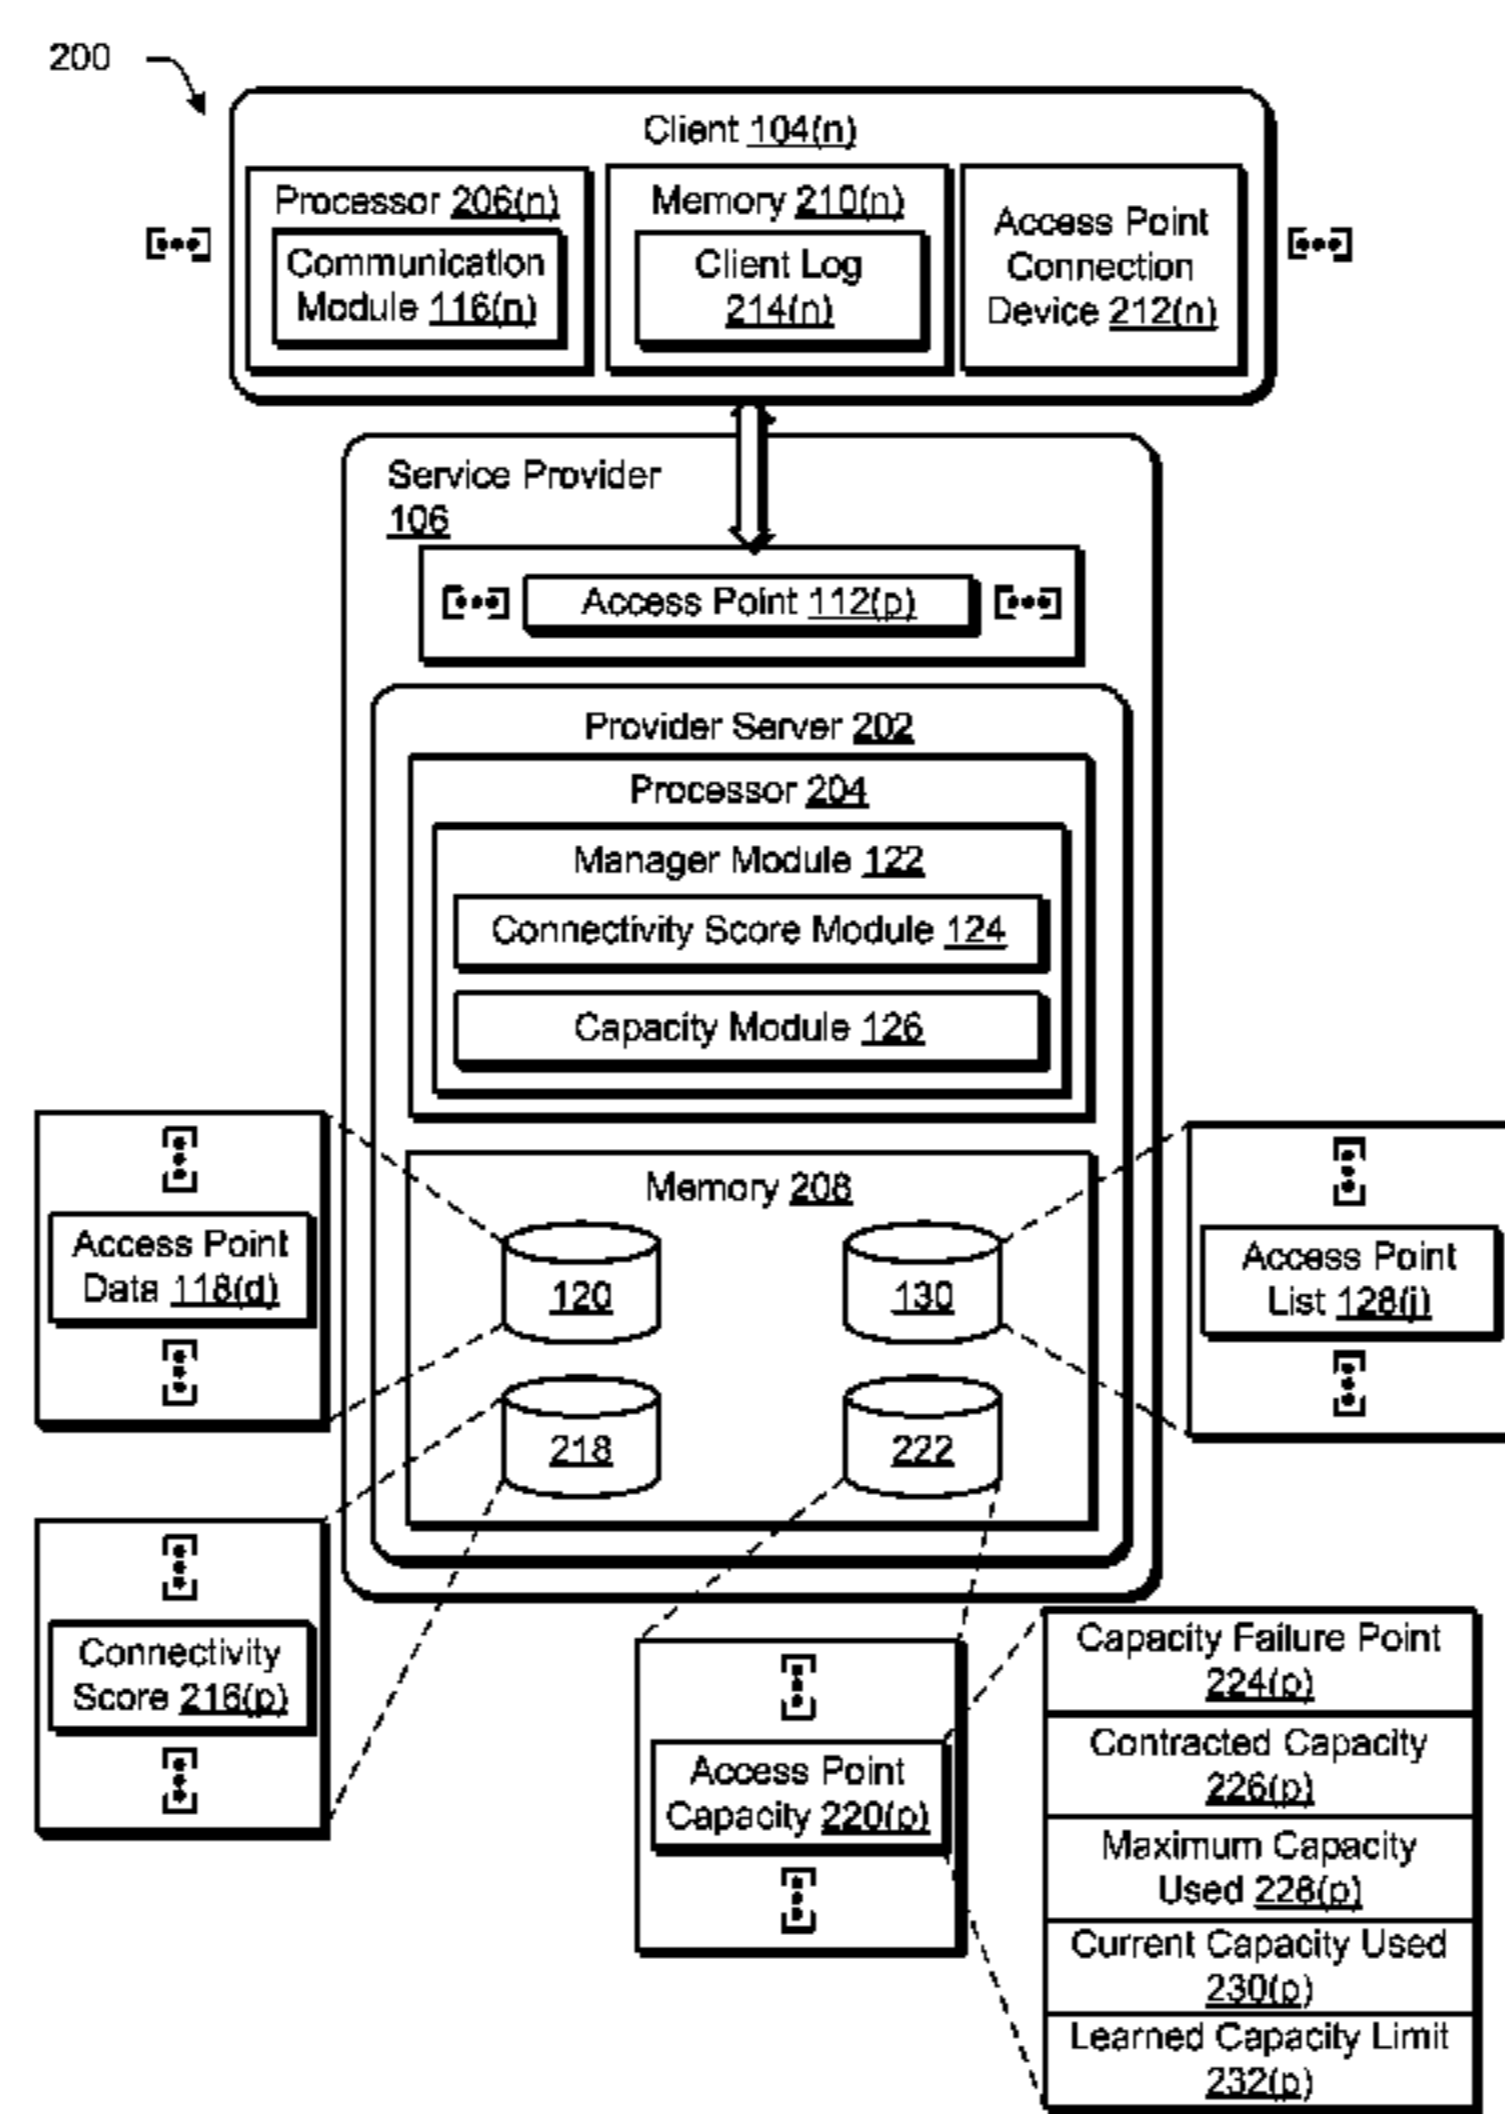 200
Client 104(n)
Processor 206(n)
Communication
Module 116(n)
Memory 210(n)
Client Log
214(n)
Access Point
Connection
Device 212(n)
[•••]
[•••]
Service Provider
106
[•••]
Access Point 112(p)
[•••]
Provider Server 202
Processor 204
Manager Module 122
Connectivity Score Module 124
Capacity Module 126
Memory 208
120
130
218
222
Access Point
Data 118(d)
Access Point
List 128(j)
Connectivity
Score 216(p)
Access Point
Capacity 220(p)
Capacity Failure Point
224(p)
Contracted Capacity
226(p)
Maximum Capacity
Used 228(p)
Current Capacity Used
230(p)
Learned Capacity Limit
232(p)